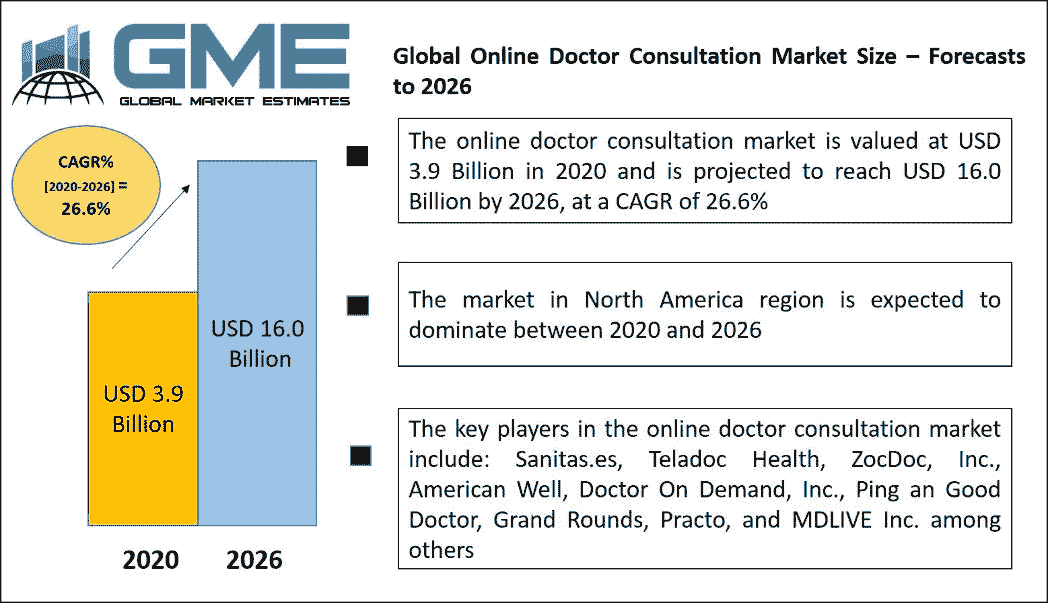 GME
GLOBAL MARKET ESTIMATES
Global Online Doctor Consultation Market Size – Forecasts
to 2026
CAGR%
[2020-2026] =
26.6%
The online doctor consultation market is valued at USD
3.9 Billion in 2020 and is projected to reach USD 16.0
Billion by 2026, at a CAGR of 26.6%
The market in North America region is expected to
dominate between 2020 and 2026
The key players in the online doctor consultation market
include: Sanitas.es, Teladoc Health, ZocDoc, Inc.,
American Well, Doctor On Demand, Inc., Ping an Good
Doctor, Grand Rounds, Practo, and MDLIVE Inc. among
others
USD 3.9
Billion
USD 16.0
Billion
2020
2026